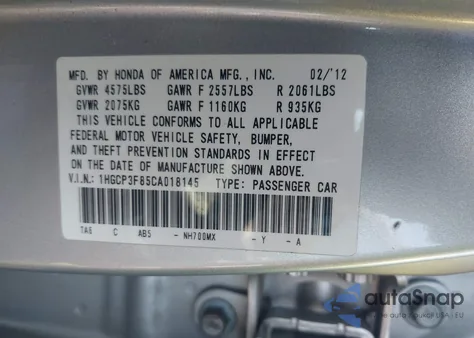 MFD. BY HONDA OF AMERICA MFG., INC. 02/'12
GVWR 4575LBS GAWR F 2557LBS R 2061LBS
GVWR 2075KG GAWR F 1160KG R 935KG
THIS VEHICLE CONFORMS TO ALL APPLICABLE
FEDERAL MOTOR VEHICLE SAFETY, BUMPER,
AND THEFT PREVENTION STANDARDS IN EFFECT
ON THE DATE OF MANUFACTURE SHOWN ABOVE.
V.I.N.: 1HGCP3F85CA018145 TYPE: PASSENGER CAR
TA6 C AB5 - NH700MX - Y - A
autoSnap